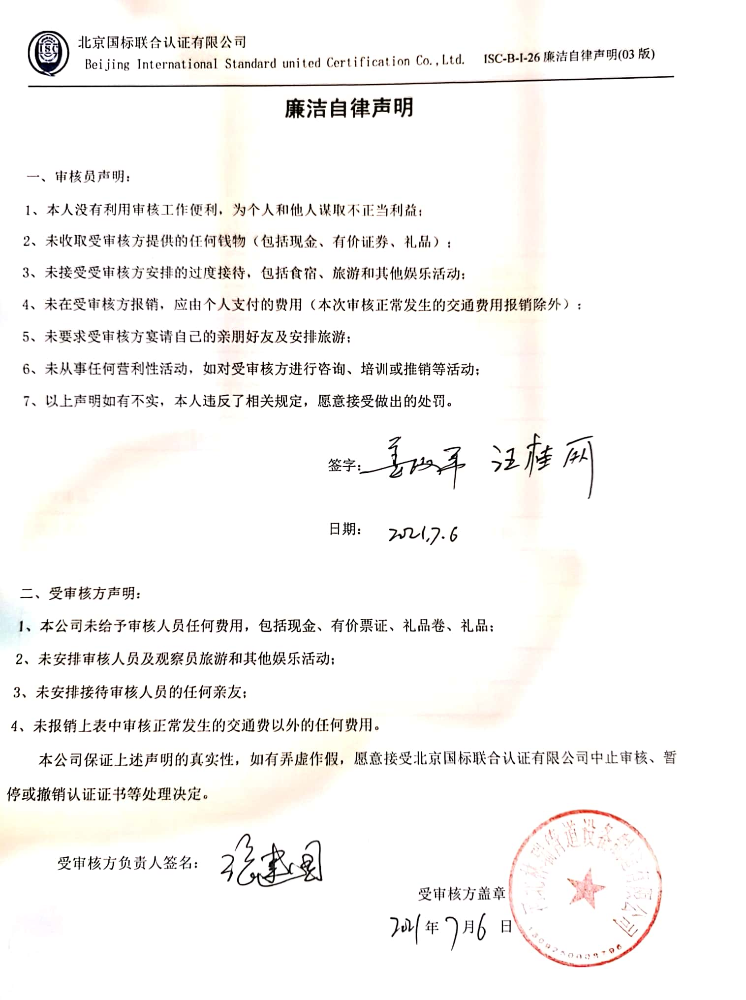 ISC
北京国标联合认证有限公司
Beijing International Standard united Certification Co.,Ltd. ISC-B-I-26 廉洁自律声明(03 版)
廉洁自律声明
一、审核员声明:
1、本人没有利用审核工作便利，为个人和他人谋取不正当利益;
2、未收取受审核方提供的任何钱物（包括现金、有价证券、礼品）;
3、未接受受审核方安排的过度接待，包括食宿、旅游和其他娱乐活动;
4、未在受审核方报销，应由个人支付的费用（本次审核正常发生的交通费用报销除外）;
5、未要求受审核方宴请自己的亲朋好友及安排旅游;
6、未从事任何营利性活动，如对受审核方进行咨询、培训或推销等活动;
7、以上声明如有不实，本人违反了相关规定，愿意接受做出的处罚。
签字: 汪桂
日期: 2021.7.6
二、受审核方声明:
1、本公司未给予审核人员任何费用，包括现金、有价票证、礼品卷、礼品;
2、未安排审核人员及观察员旅游和其他娱乐活动;
3、未安排接待审核人员的任何亲友;
4、未报销上表中审核正常发生的交通费以外的任何费用。
本公司保证上述声明的真实性，如有弄虚作假，愿意接受北京国标联合认证有限公司中止审核、暂
停或撤销认证证书等处理决定。
受审核方负责人签名: 建国
受审核方盖章
2021年7月6日
管道设备制造有限公司